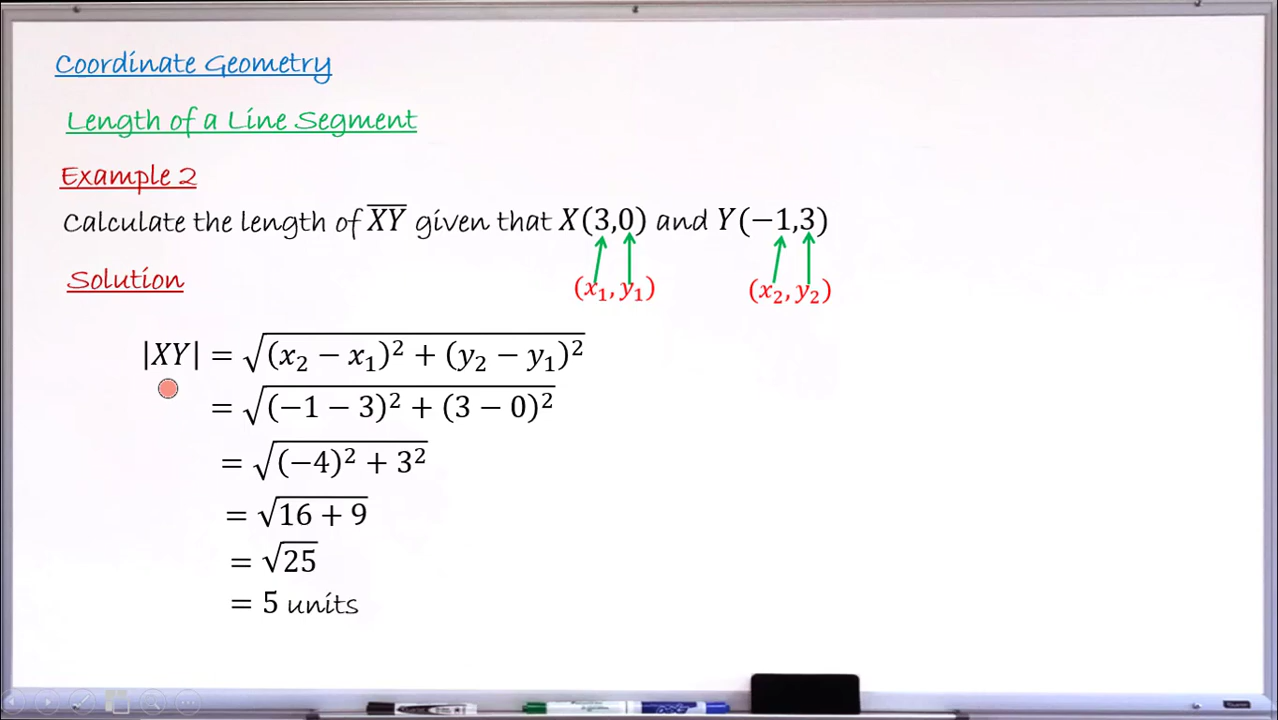 Coordinate Geometry
Length of a Line Segment
Example 2
Calculate the length of \overline{XY} given that X(3,0) and Y(−1,3)
(x₁, y₁) (x₂, y₂)
Solution
|XY| = √((x₂ − x₁)² + (y₂ − y₁)²)
= √((−1 − 3)² + (3 − 0)²)
= √((−4)² + 3²)
= √(16 + 9)
= √25
= 5 units